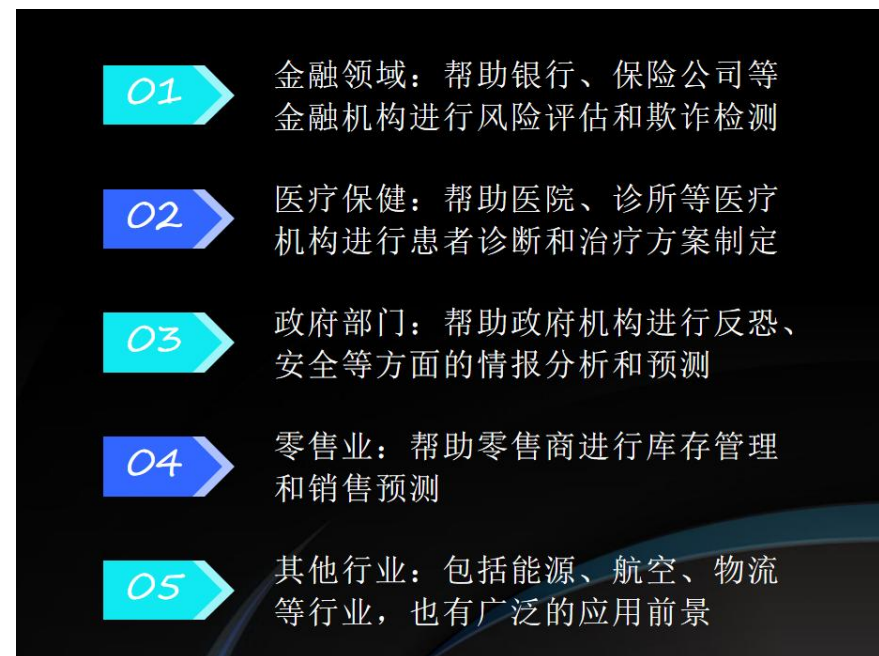 01
金融领域：帮助银行、保险公司等
金融机构进行风险评估和欺诈检测
02
医疗保健：帮助医院、诊所等医疗
机构进行患者诊断和治疗方案制定
03
政府部门：帮助政府机构进行反恐、
安全等方面的情报分析和预测
04
零售业：帮助零售商进行库存管理
和销售预测
05
其他行业：包括能源、航空、物流
等行业，也有广泛的应用前景